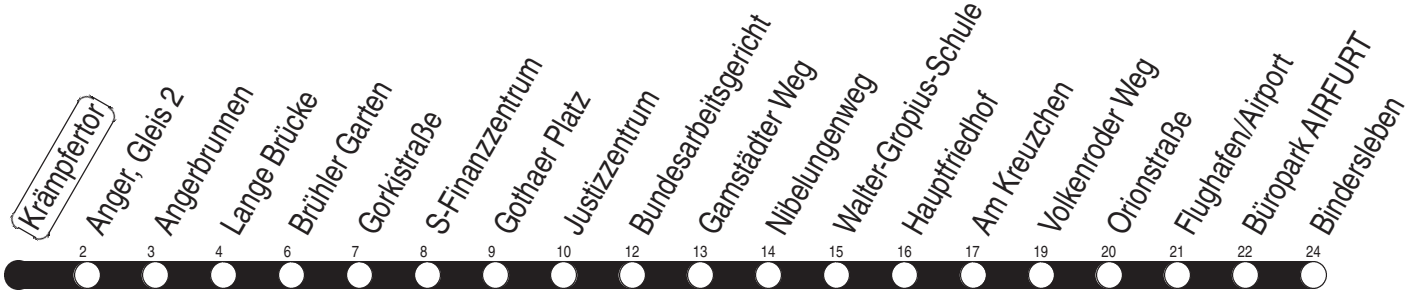 Krämpfertor
Anger, Gleis 2
Angerbrunnen
Lange Brücke
Brühler Garten
Gorkistraße
S-Finanzzentrum
Gothaer Platz
Justizzentrum
Bundesarbeitsgericht
Gamstädter Weg
Nibelungenweg
Walter-Gropius-Schule
Hauptfriedhof
Am Kreuzchen
Volkenroder Weg
Orionstraße
Flughafen/Airport
Büropark AIRFURT
Bindersleben
2 3 4 6 7 8 9 10 12 13 14 15 16 17 19 20 21 22 24